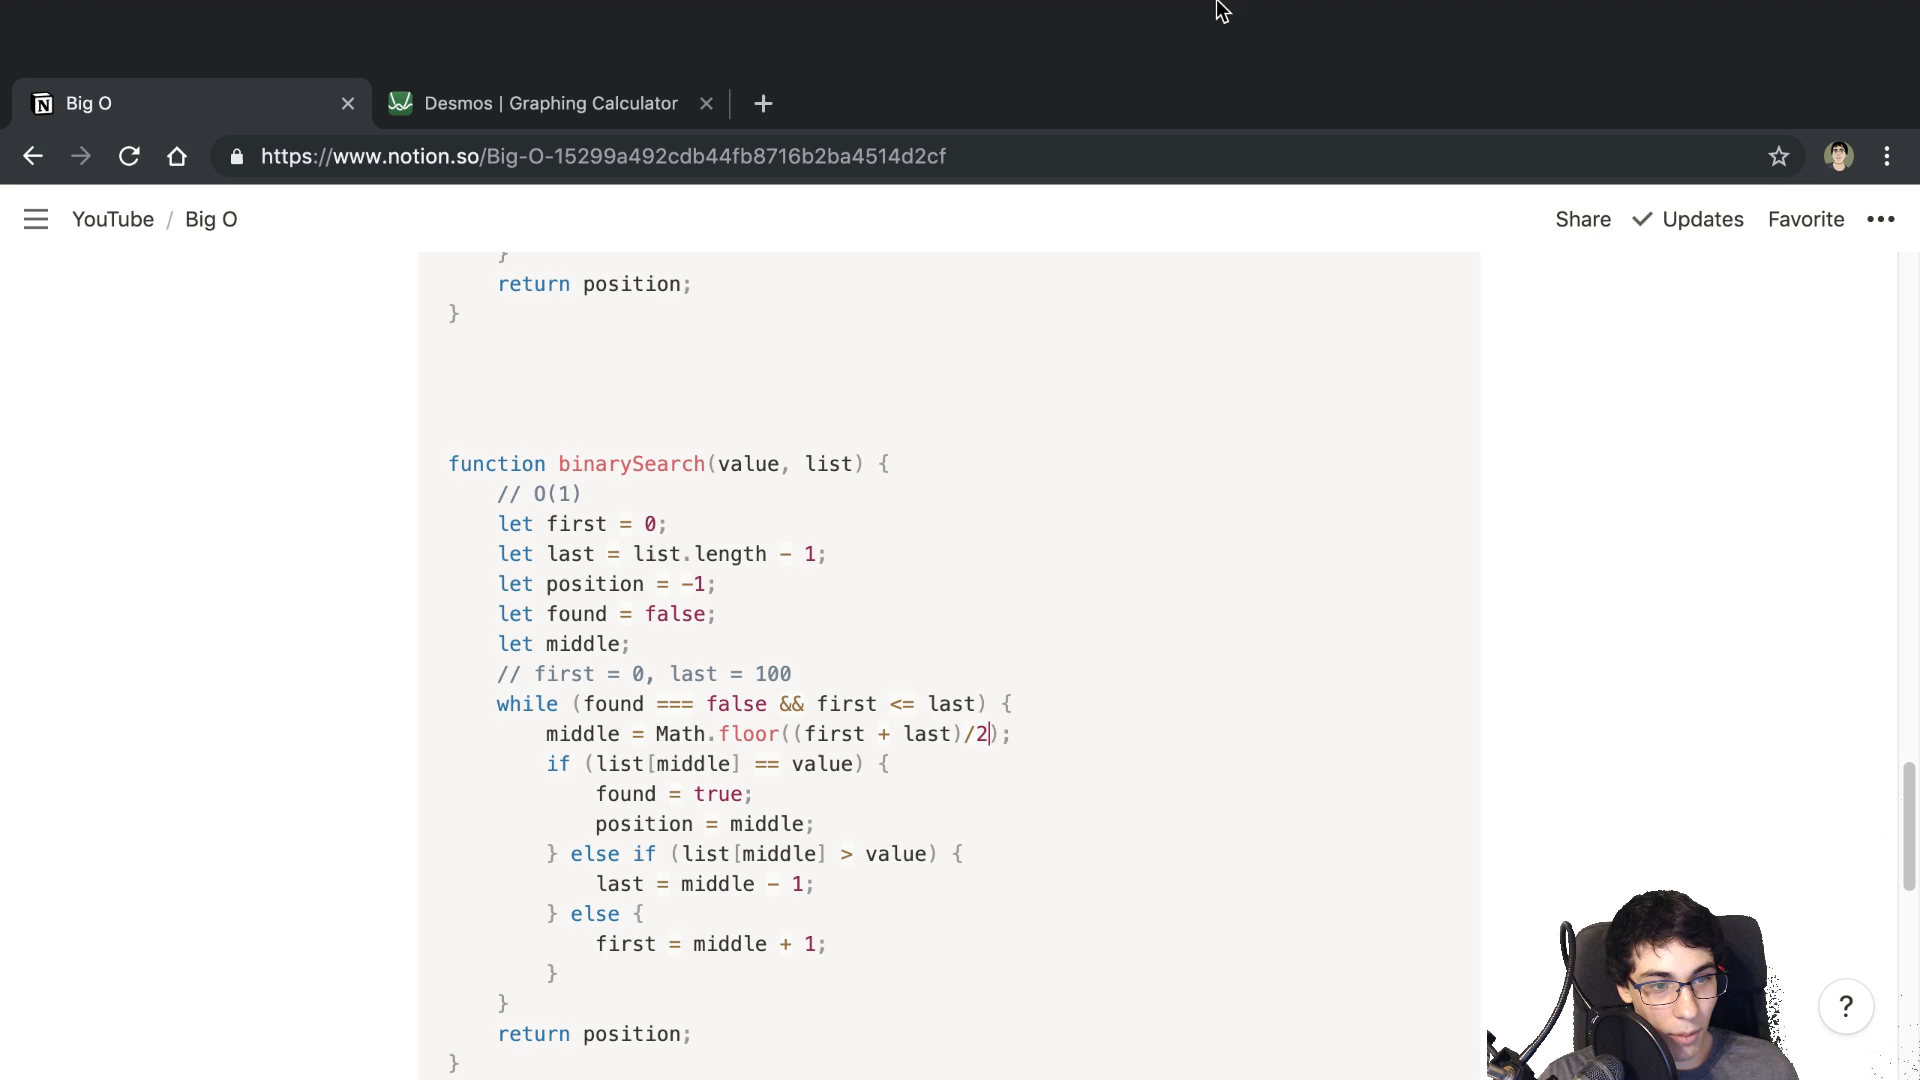 Big O
Desmos | Graphing Calculator
https://www.notion.so/Big-O-15299a492cdb44fb8716b2ba4514d2cf
YouTube / Big O
Share
Updates
Favorite
}
return position;
}
function binarySearch(value, list) {
// O(1)
let first = 0;
let last = list.length - 1;
let position = -1;
let found = false;
let middle;
// first = 0, last = 100
while (found === false && first <= last) {
middle = Math.floor((first + last)/2);
if (list[middle] == value) {
found = true;
position = middle;
} else if (list[middle] > value) {
last = middle - 1;
} else {
first = middle + 1;
}
}
return position;
}
?